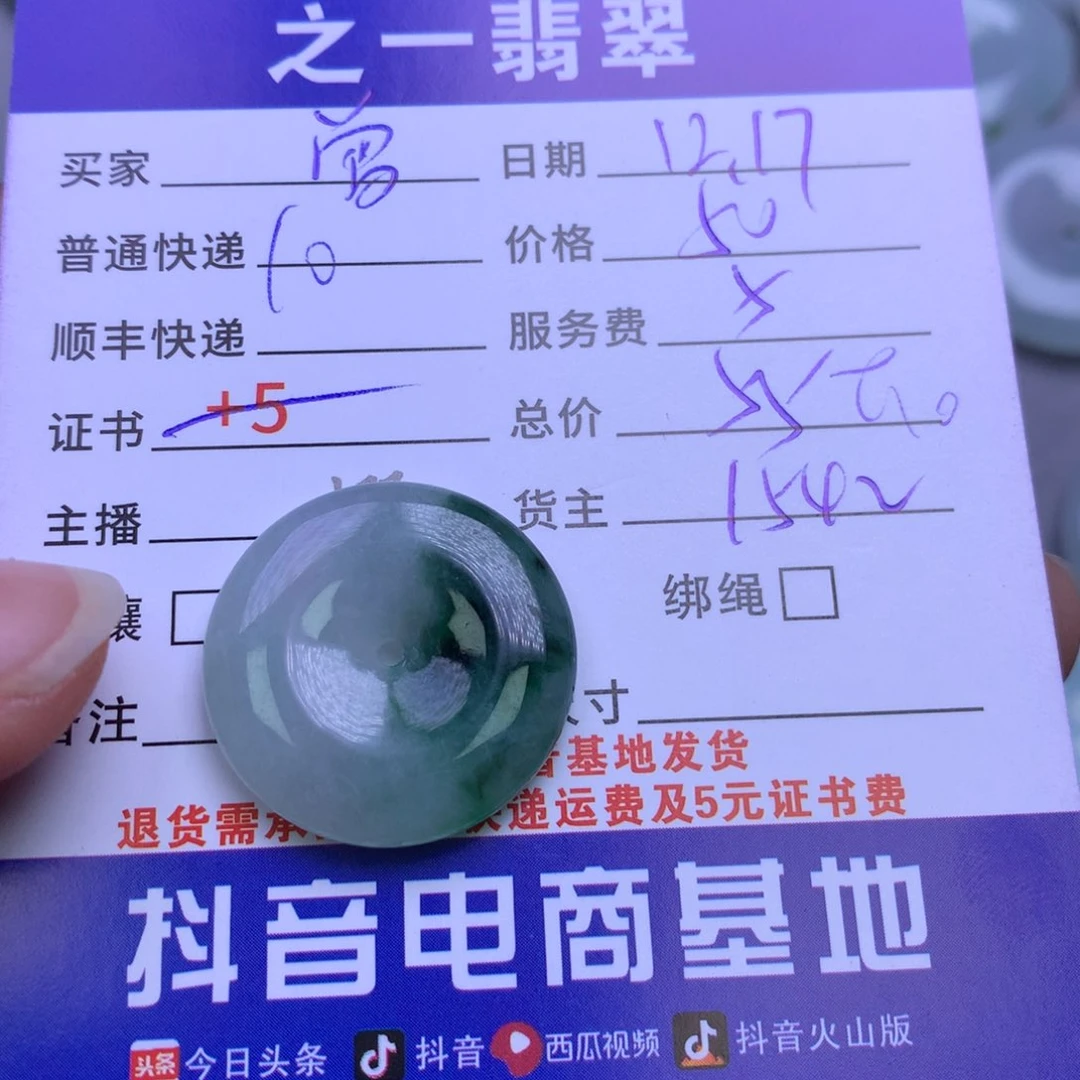 之一翡翠
买家 曾 日期 12.17
普通快递 10 价格 50
顺丰快递 服务费 5
证书 +5 总价 55/
主播 货主 1542
绑绳
注 寸
基地发货
退货需 递运费及5元证书费
抖音电商基地
头条 今日头条 抖音 西瓜视频 抖音火山版